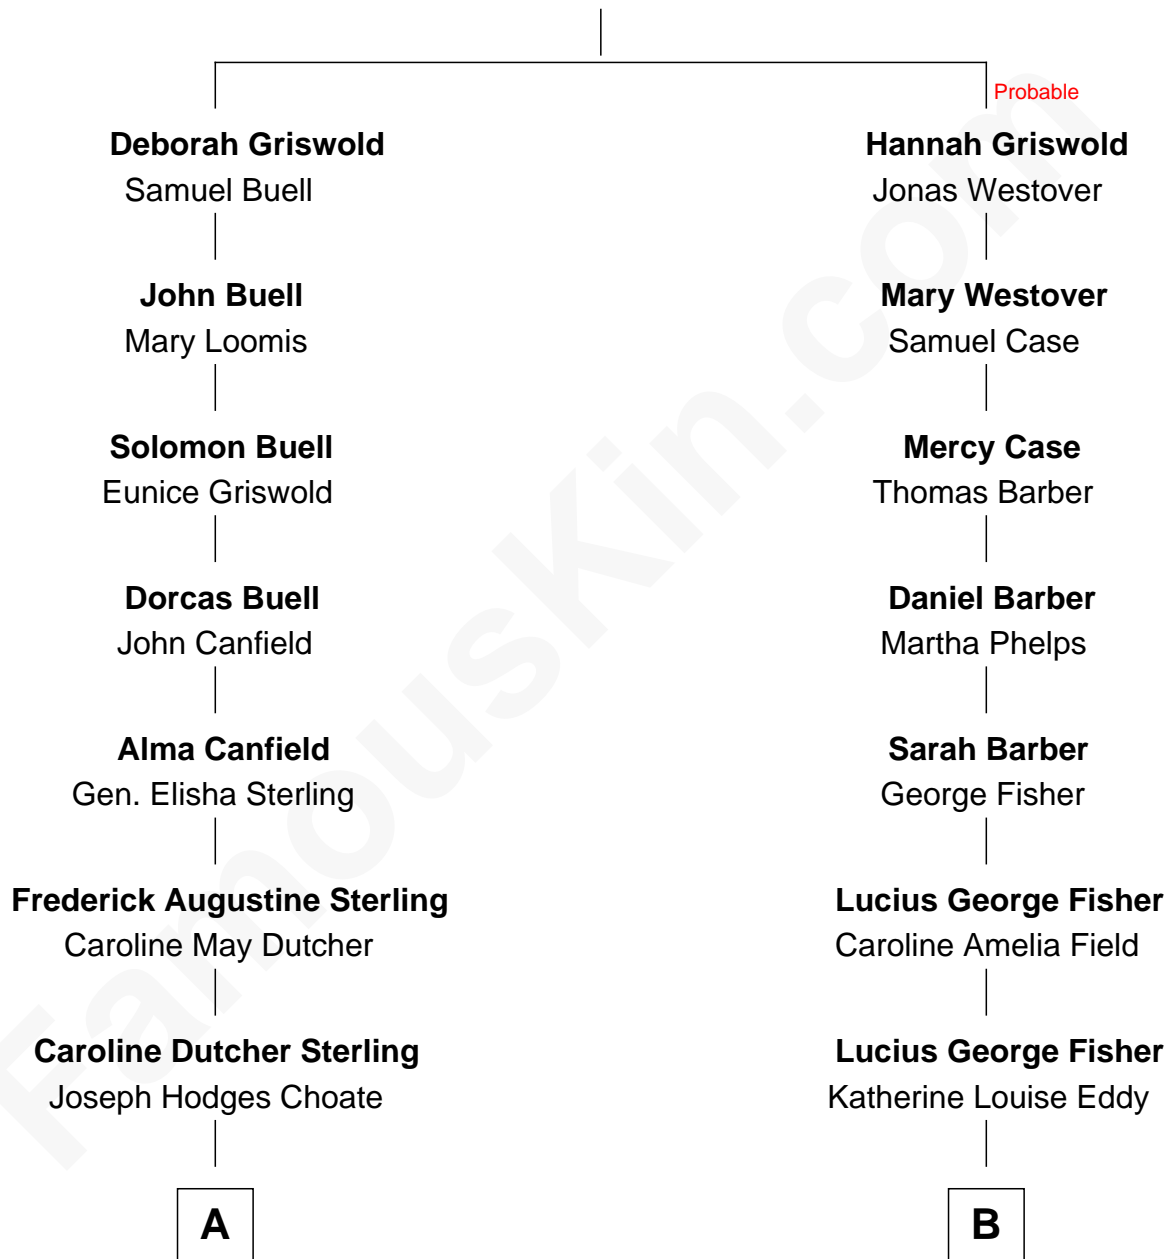 Probable
Deborah Griswold
Samuel Buell
Hannah Griswold
Jonas Westover
John Buell
Mary Loomis
Mary Westover
Samuel Case
Solomon Buell
Eunice Griswold
Mercy Case
Thomas Barber
Dorcas Buell
John Canfield
Daniel Barber
Martha Phelps
Alma Canfield
Gen. Elisha Sterling
Sarah Barber
George Fisher
Frederick Augustine Sterling
Caroline May Dutcher
Lucius George Fisher
Caroline Amelia Field
Caroline Dutcher Sterling
Joseph Hodges Choate
Lucius George Fisher
Katherine Louise Eddy
A
B
FamousKin.com